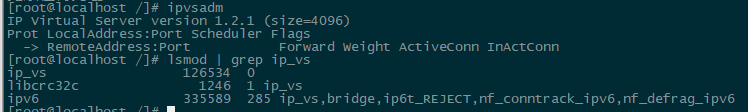 [root@localhost /]# ipvsadm
IP Virtual Server version 1.2.1 (size=4096)
Prot LocalAddress:Port Scheduler Flags
  -> RemoteAddress:Port           Forward Weight ActiveConn InActConn
[root@localhost /]# lsmod | grep ip_vs
ip_vs                 126534  0
libcrc32c               1246  1 ip_vs
ipv6                  335589  285 ip_vs,bridge,ip6t_REJECT,nf_conntrack_ipv6,nf_defrag_ipv6
[root@localhost /]#